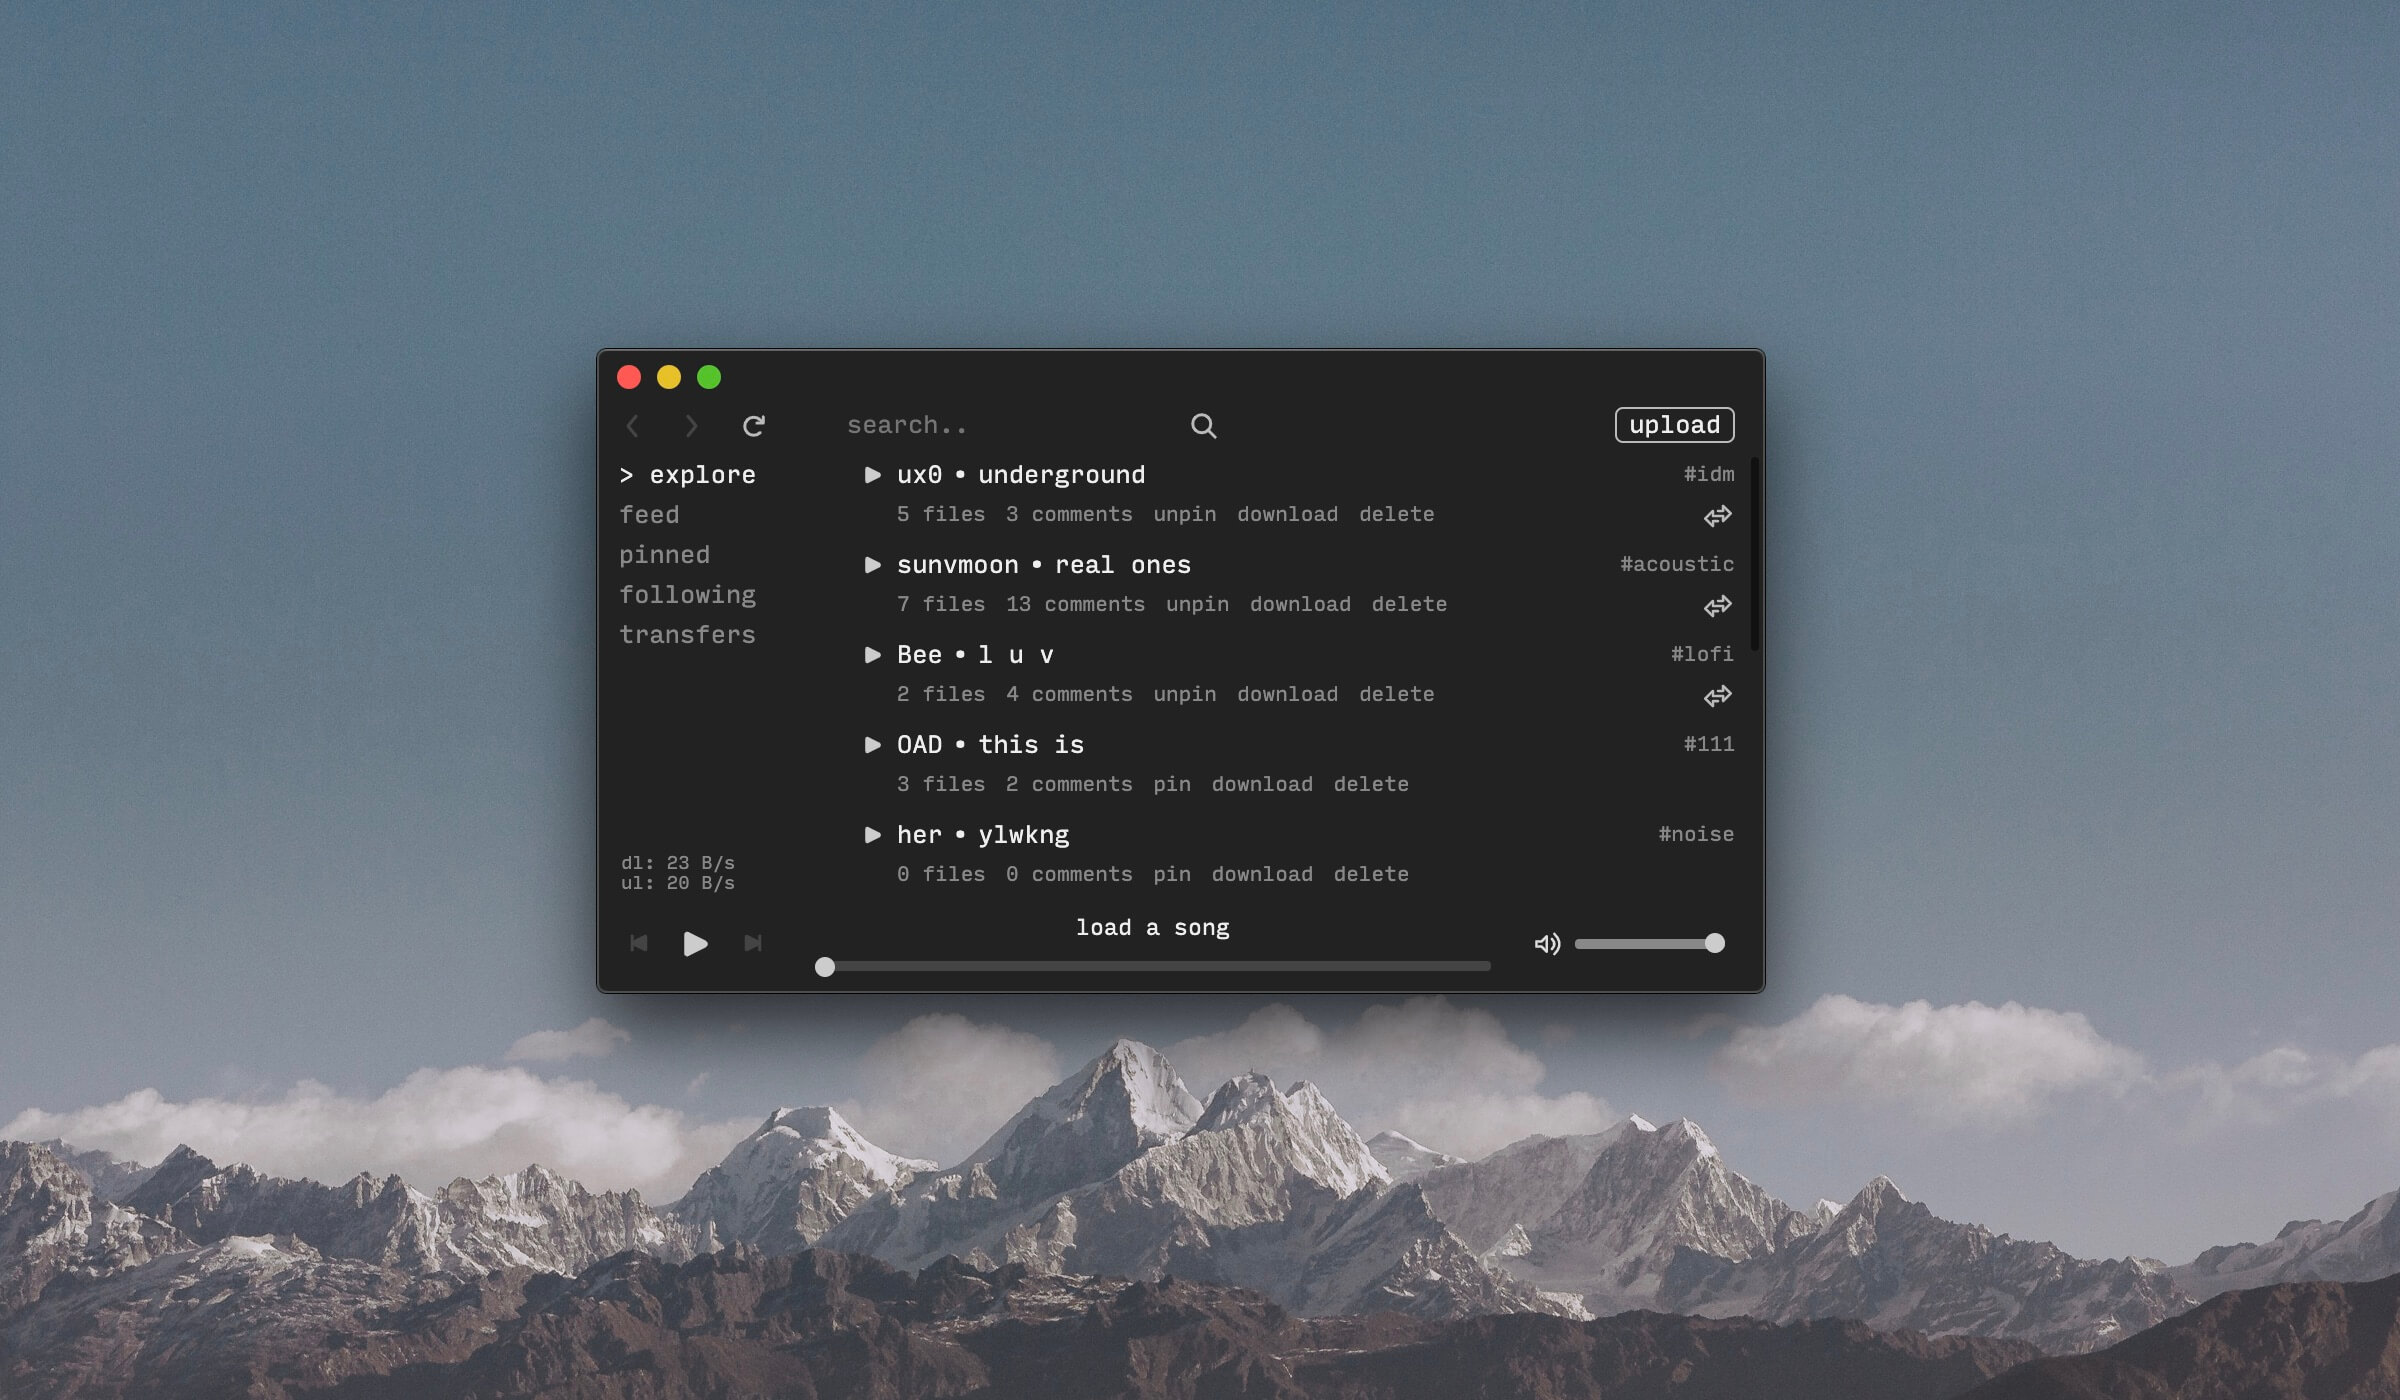 search..
upload
> explore
feed
pinned
following
transfers
ux0 • underground
#idm
5 files 3 comments unpin download delete
sunvmoon • real ones
#acoustic
7 files 13 comments unpin download delete
Bee • l u v
#lofi
2 files 4 comments unpin download delete
OAD • this is
#111
3 files 2 comments pin download delete
her • ylwkng
#noise
0 files 0 comments pin download delete
dl: 23 B/s
ul: 20 B/s
load a song